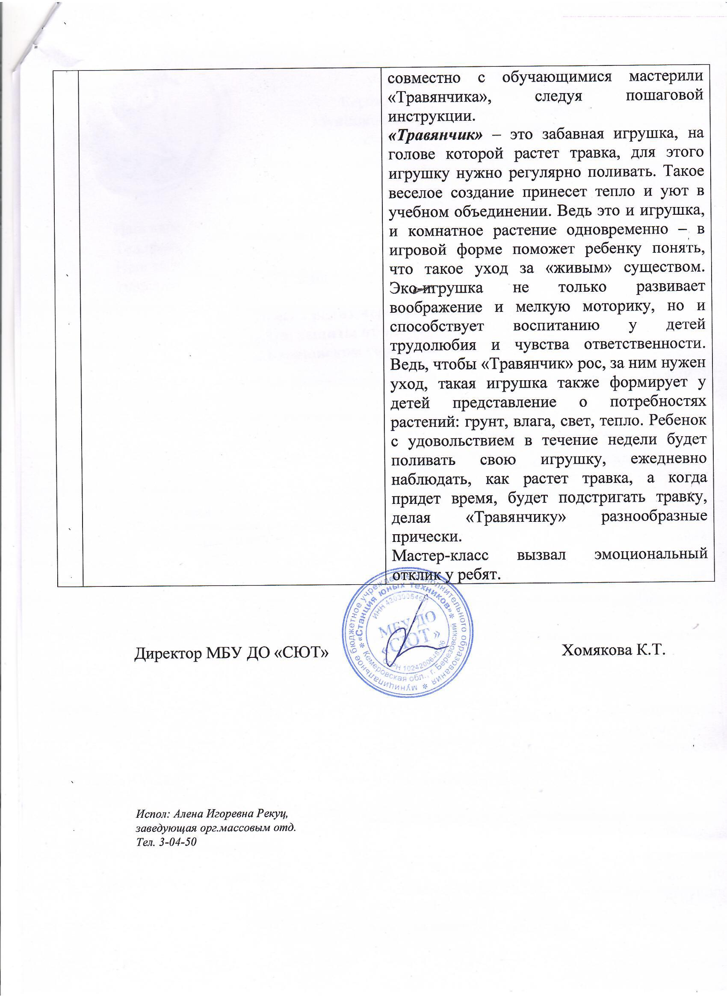 совместно с обучающимися мастерили
«Травянчика», следуя пошаговой
инструкции.
«Травянчик» – это забавная игрушка, на
голове которой растет травка, для этого
игрушку нужно регулярно поливать. Такое
веселое создание принесет тепло и уют в
учебном объединении. Ведь это и игрушка,
и комнатное растение одновременно – в
игровой форме поможет ребенку понять,
что такое уход за «живым» существом.
Эко-игрушка не только развивает
воображение и мелкую моторику, но и
способствует воспитанию у детей
трудолюбия и чувства ответственности.
Ведь, чтобы «Травянчик» рос, за ним нужен
уход, такая игрушка также формирует у
детей представление о потребностях
растений: грунт, влага, свет, тепло. Ребенок
с удовольствием в течение недели будет
поливать свою игрушку, ежедневно
наблюдать, как растет травка, а когда
придет время, будет подстригать травку,
делая «Травянчику» разнообразные
прически.
Мастер-класс вызвал эмоциональный
отклик у ребят.
муниципальное бюджетное учреждение дополнительного образования
«Станция юных техников»
Кемеровская обл., г. Березовский
ИНН
МБУ ДО
«СЮТ»
ОГРН
Директор МБУ ДО «СЮТ» Хомякова К.Т.
Испол: Алена Игоревна Рекуц,
заведующая орг.массовым отд.
Тел. 3-04-50